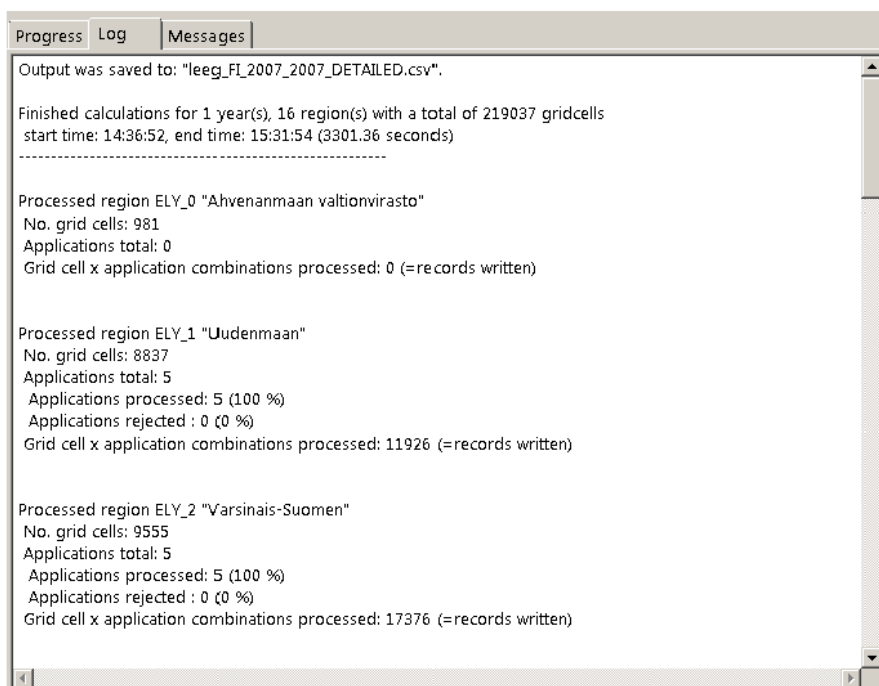 Progress Log Messages
Output was saved to: "leeg_FI_2007_2007_DETAILED.csv".
Finished calculations for 1 year(s), 16 region(s) with a total of 219037 gridcells
start time: 14:36:52, end time: 15:31:54 (3301.36 seconds)
----------------------------------------------------------
Processed region ELY_0 "Ahvenanmaan valtionvirasto"
No. grid cells: 981
Applications total: 0
Grid cell x application combinations processed: 0 (=records written)
Processed region ELY_1 "Uudenmaan"
No. grid cells: 8837
Applications total: 5
Applications processed: 5 (100 %)
Applications rejected : 0 (0 %)
Grid cell x application combinations processed: 11926 (=records written)
Processed region ELY_2 "Varsinais-Suomen"
No. grid cells: 9555
Applications total: 5
Applications processed: 5 (100 %)
Applications rejected : 0 (0 %)
Grid cell x application combinations processed: 17376 (=records written)